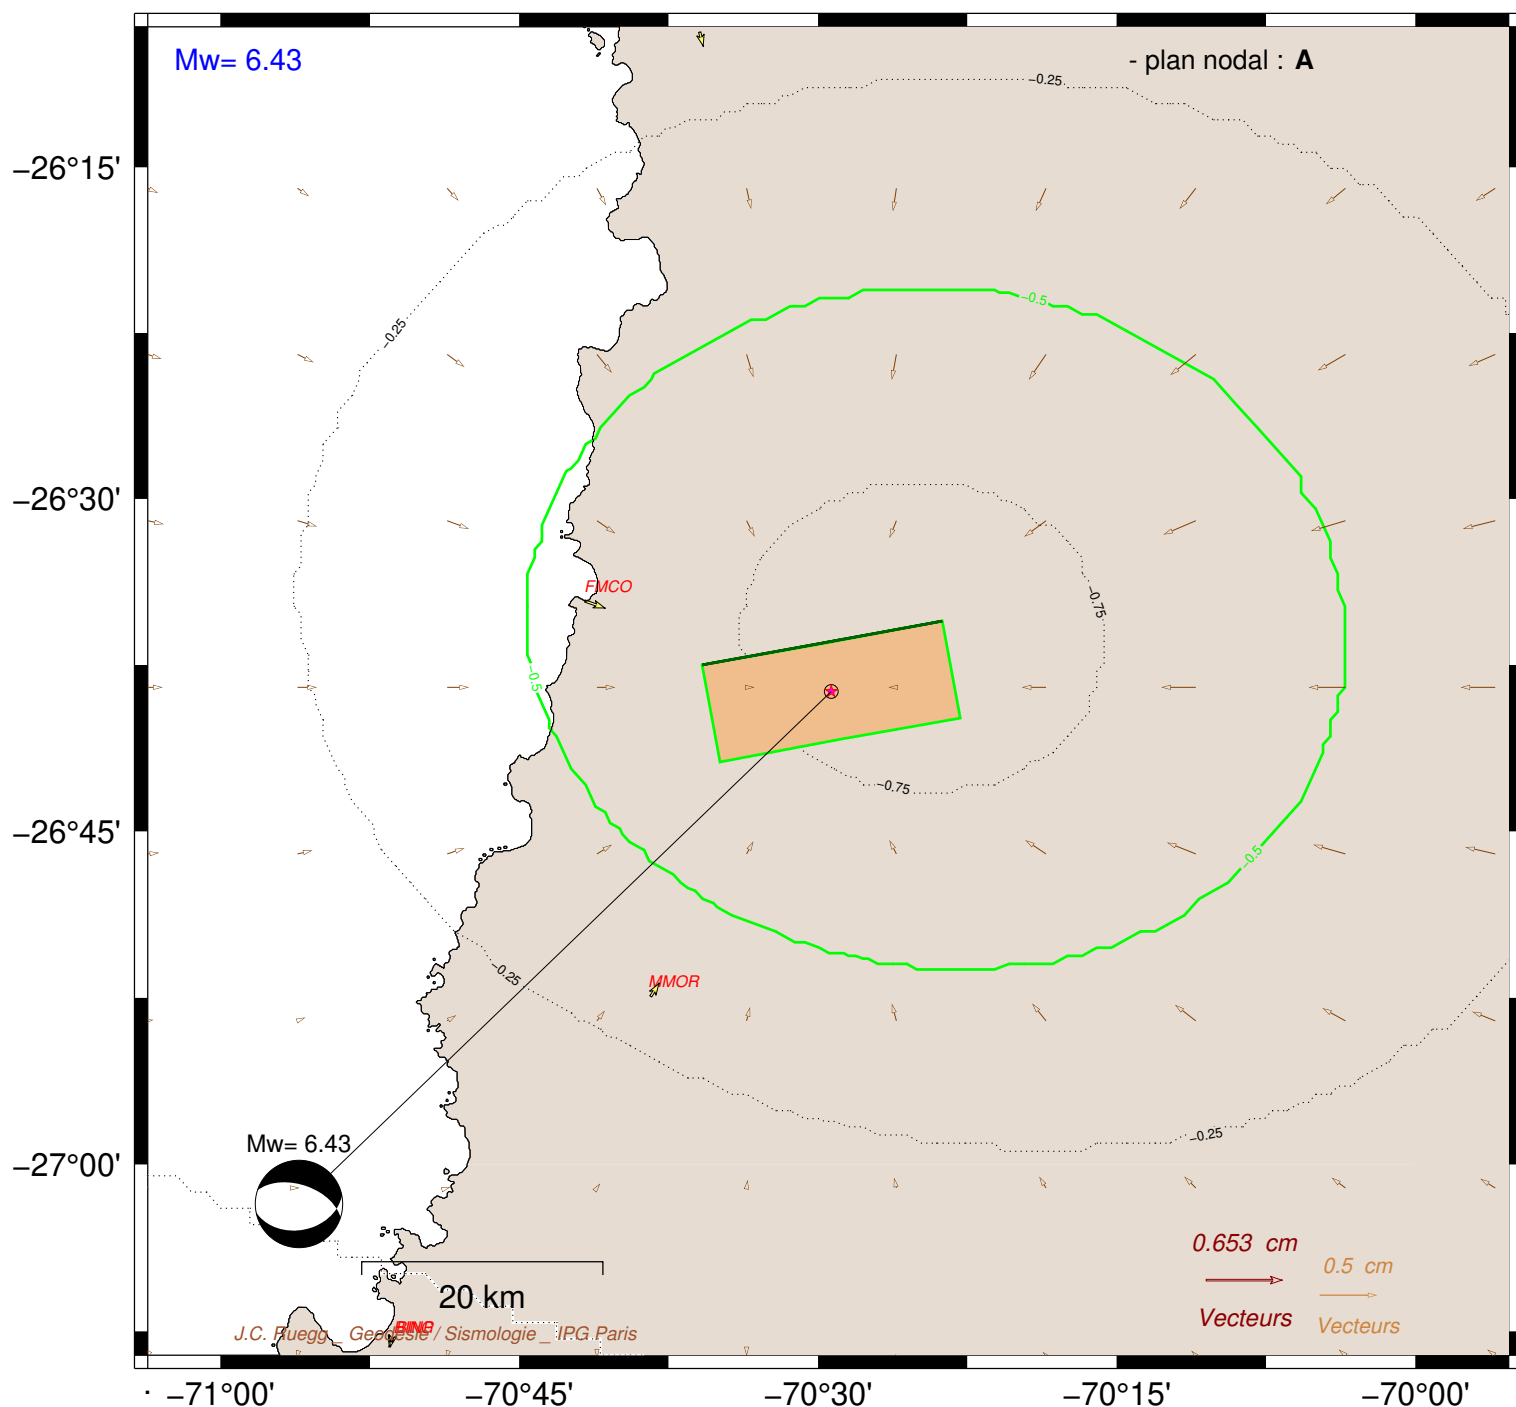 Mw= 6.43
- plan nodal : A
−0.25
−26°15'
−0.5
−0.25
−26°30'
FMCO
−0.75
−0.5
−0.75
−26°45'
−0.5
−0.25
MMOR
−0.25
Mw= 6.43
−27°00'
0.653 cm
Vecteurs
0.5 cm
Vecteurs
20 km
J.C. Ruegg _ Geodesie / Sismologie _ IPG Paris
−71°00'
−70°45'
−70°30'
−70°15'
−70°00'